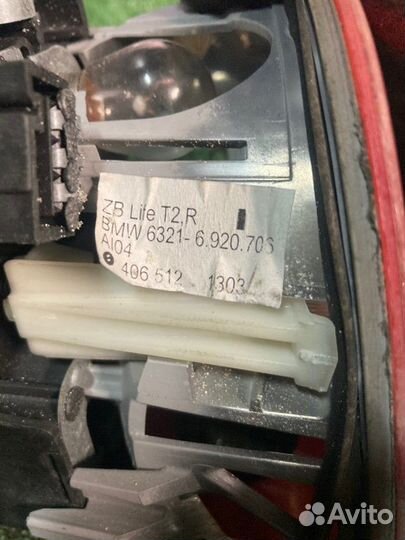 ZB Life T2,R
BMW 6321- 6.920.706
AI04
406 512 1303
Avito